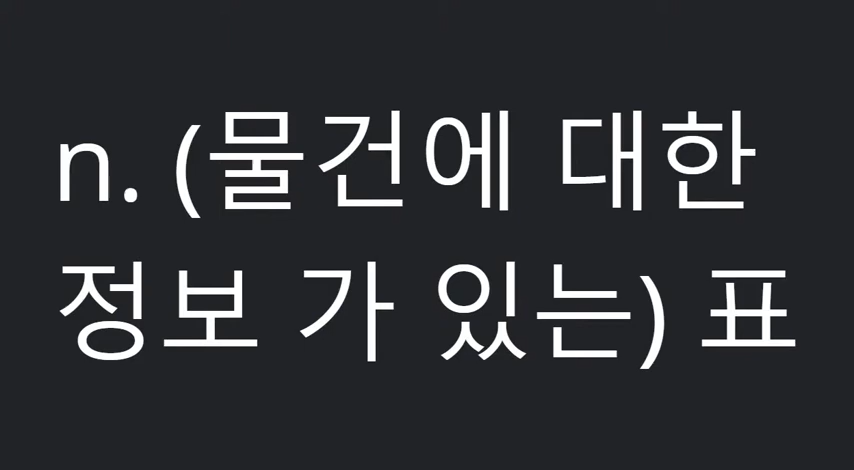 n. (물건에 대한
정보 가 있는) 표